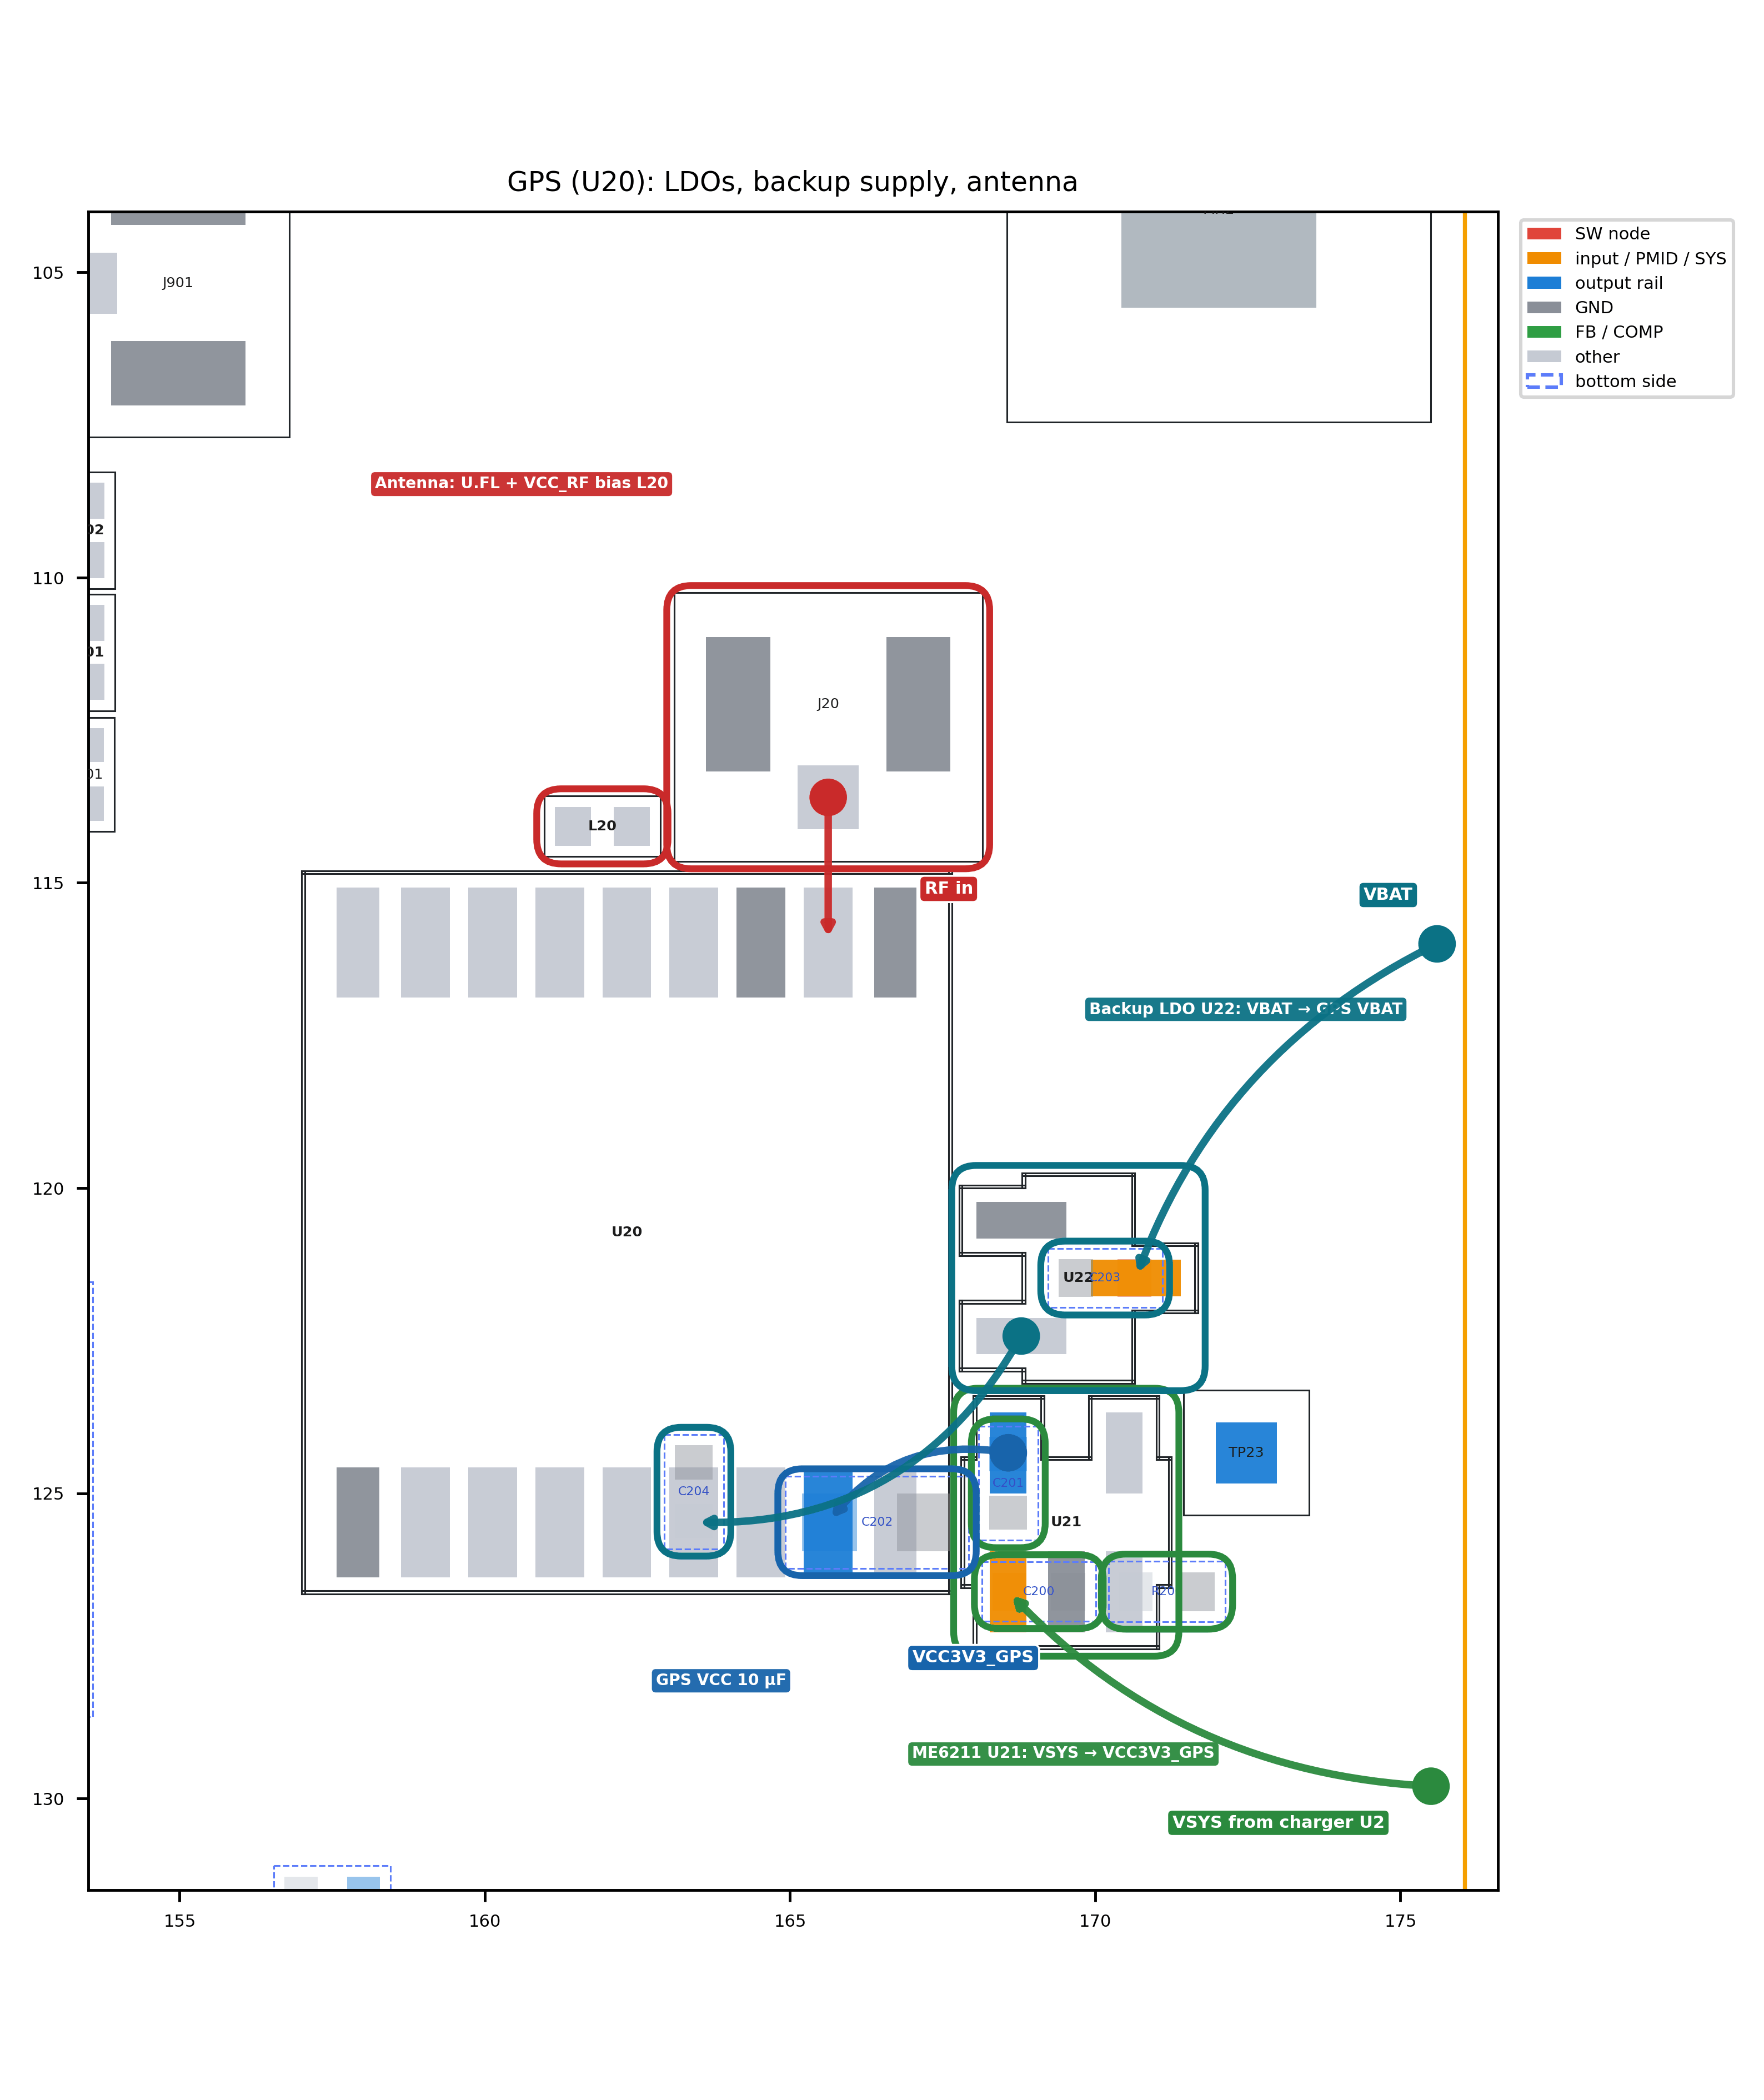 GPS (U20): LDOs, backup supply, antenna
SW node
input / PMID / SYS
output rail
GND
FB / COMP
other
bottom side
105
110
115
120
125
130
155
160
165
170
175
J901
Antenna: U.FL + VCC_RF bias L20
02
01
01
J20
L20
RF in
VBAT
Backup LDO U22: VBAT → GPS VBAT
U20
U22
C203
C204
C202
C201
U21
TP23
C200
VCC3V3_GPS
GPS VCC 10 µF
ME6211 U21: VSYS → VCC3V3_GPS
VSYS from charger U2